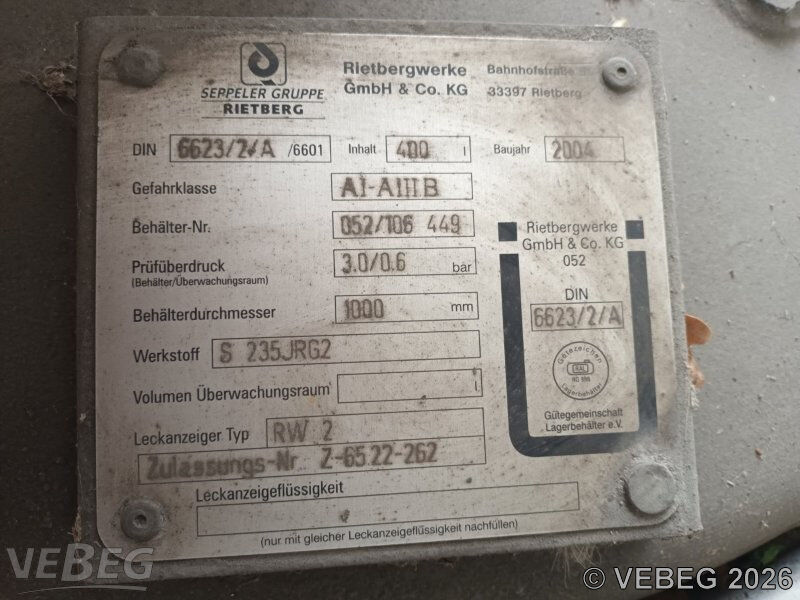 SEPPELER GRUPPE
RIETBERG
Rietbergwerke
GmbH & Co. KG
Bahnhofstraße
33397 Rietberg
DIN 6623/2/A /6601 Inhalt 400 l Baujahr 2004
Gefahrklasse AI-AIIIB
Behälter-Nr. 052/106 449
Prüfüberdruck 3.0/0.6 bar
(Behälter/Überwachungsraum)
Behälterdurchmesser 1000 mm
Werkstoff S 235JRG2
Volumen Überwachungsraum l
Leckanzeiger Typ RW 2
Zulassungs-Nr Z-65.22-262
Leckanzeigeflüssigkeit
(nur mit gleicher Leckanzeigeflüssigkeit nachfüllen)
Rietbergwerke
GmbH & Co. KG
052
DIN
6623/2/A
Gütezeichen
RAL
Lagerbehälter
Gütegemeinschaft
Lagerbehälter e.V.
VEBEG
© VEBEG 2026